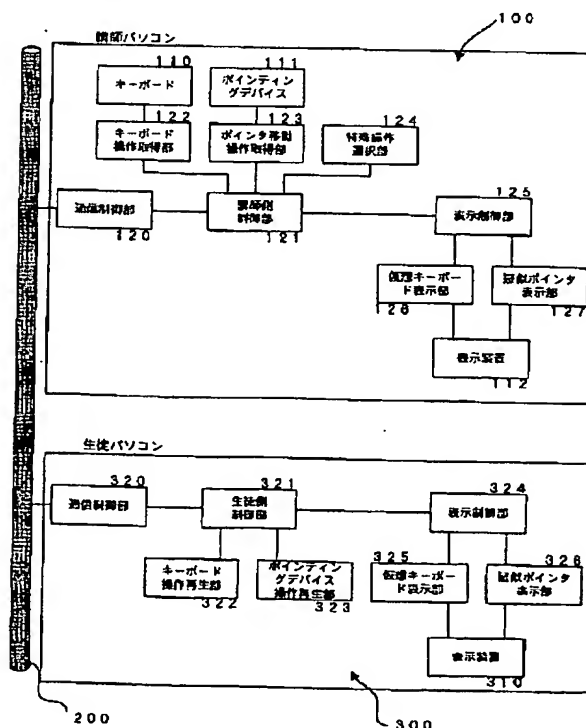 100
講師パソコン
110
キーボード
111
ポインティン
グデバイス
122
キーボード
操作取得部
123
ポインタ移動
操作取得部
124
特殊操作
選択部
通信制御部
120
講師側
制御部
121
125
表示制御部
仮想キーボー
ド表示部
126
疑似ポインタ
表示部
127
表示装置
112
生徒パソコン
320
通信制御部
321
生徒側
制御部
324
表示制御部
キーボード
操作再生部
322
ポインティン
グデバイス
操作再生部
323
325
仮想キーボー
ド表示部
326
疑似ポインタ
表示部
表示装置
310
200
300